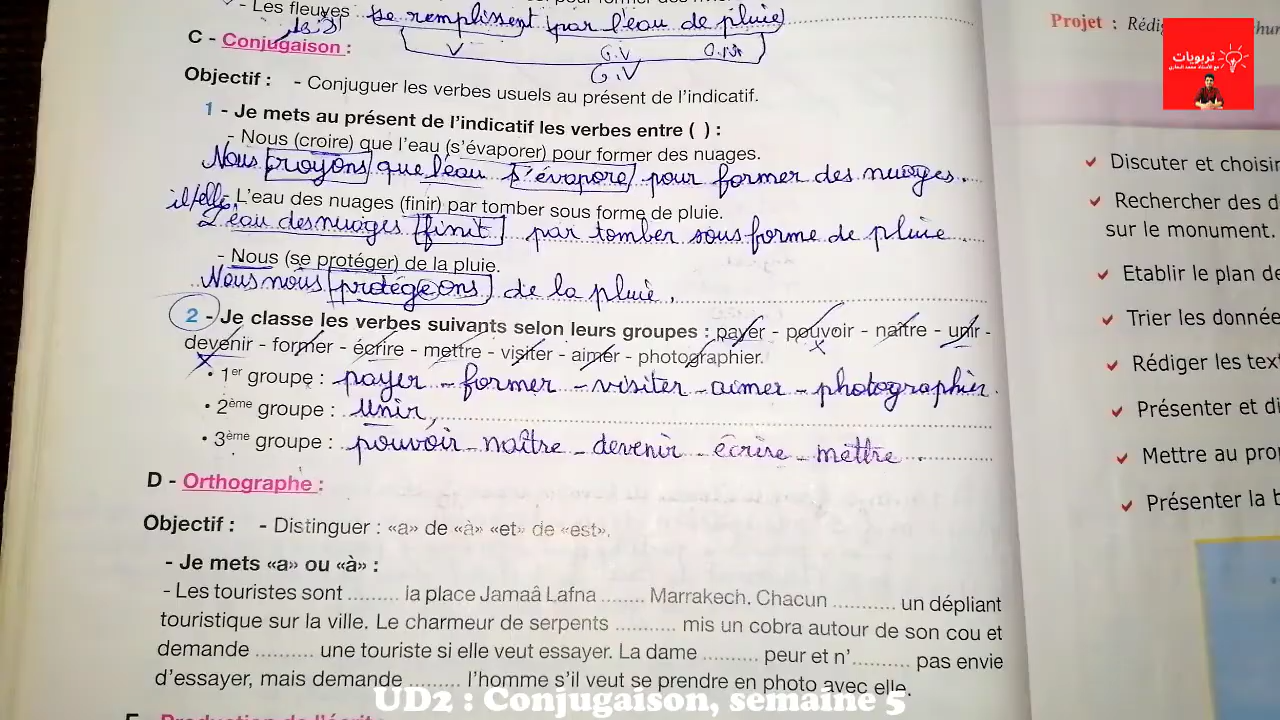 - Les fleuves se remplissent par l'eau de pluie
V G.V
G.V
C - Conjugaison :
Objectif : - Conjuguer les verbes usuels au présent de l'indicatif.
1 - Je mets au présent de l'indicatif les verbes entre ( ) :
- Nous (croire) que l'eau (s'évaporer) pour former des nuages.
Nous croyons que l'eau s'évapore pour former des nuages.
il/elle - L'eau des nuages (finir) par tomber sous forme de pluie.
L'eau des nuages finit par tomber sous forme de pluie
- Nous (se protéger) de la pluie.
Nous nous protégeons de la pluie.
2 - Je classe les verbes suivants selon leurs groupes : payer - pouvoir - naître - unir -
devenir - former - écrire - mettre - visiter - aimer - photographier.
• 1er groupe : payer - former - visiter - aimer - photographier.
• 2ème groupe : unir,
• 3ème groupe : pouvoir - naître - devenir - écrire - mettre
D - Orthographe :
Objectif : - Distinguer : «a» de «à» «et» de «est».
- Je mets «a» ou «à» :
- Les touristes sont ......... la place Jamaâ Lafna ........ Marrakech. Chacun ........... un dépliant
touristique sur la ville. Le charmeur de serpents ........... mis un cobra autour de son cou et
demande .......... une touriste si elle veut essayer. La dame ......... peur et n'.......... pas envie
d'essayer, mais demande ......... l'homme s'il veut se prendre en photo avec elle.
UD2 : Conjugaison, semaine 5
Projet :
تربويات
✓ Discuter et choisir
✓ Rechercher des d
sur le monument.
✓ Etablir le plan de
✓ Trier les donnée
✓ Rédiger les text
✓ Présenter et di
✓ Mettre au pro
✓ Présenter la b